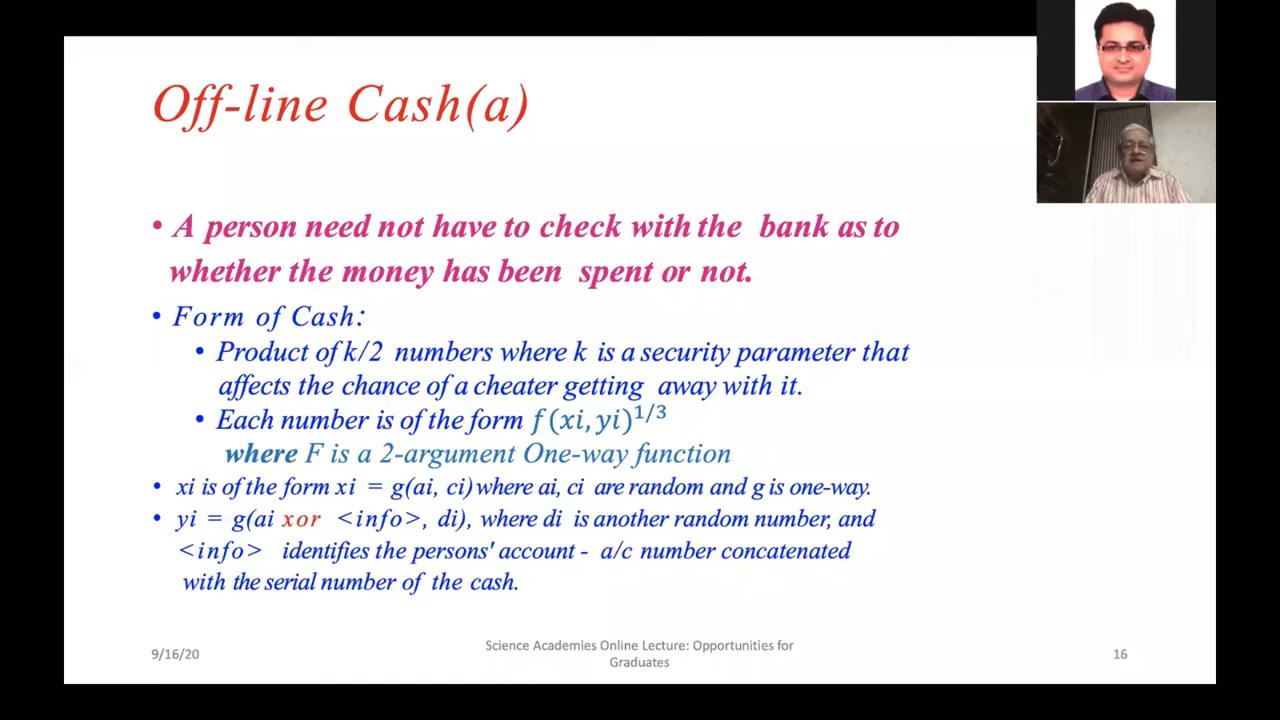 Off-line Cash(a)
• A person need not have to check with the bank as to
whether the money has been spent or not.
• Form of Cash:
• Product of k/2 numbers where k is a security parameter that
affects the chance of a cheater getting away with it.
• Each number is of the form f(xi, yi)^{1/3}
where F is a 2-argument One-way function
• xi is of the form xi = g(ai, ci) where ai, ci are random and g is one-way.
• yi = g(ai xor <info>, di), where di is another random number, and
<info> identifies the persons' account - a/c number concatenated
with the serial number of the cash.
9/16/20
Science Academies Online Lecture: Opportunities for
Graduates
16